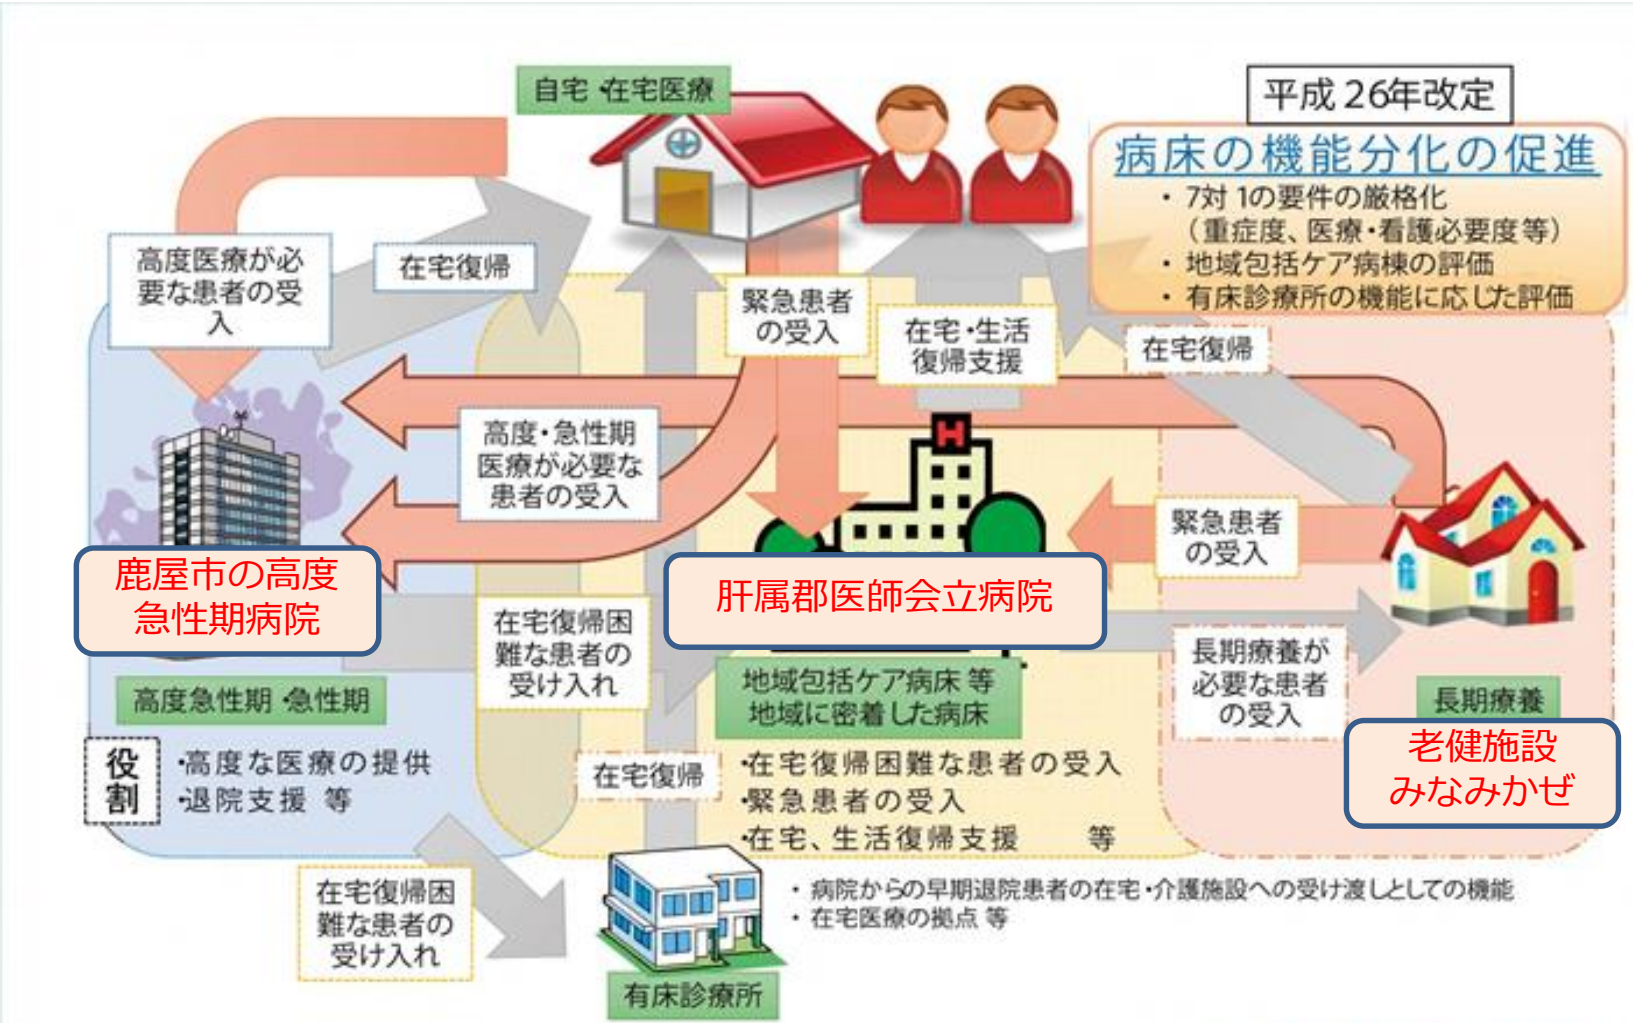 自宅・在宅医療
平成 26年改定
病床の機能分化の促進
・ 7対 1の要件の厳格化
（重症度、医療・看護必要度等）
・ 地域包括ケア病棟の評価
・ 有床診療所の機能に応じた評価
高度医療が必
要な患者の受
入
在宅復帰
緊急患者
の受入
在宅・生活
復帰支援
在宅復帰
高度・急性期
医療が必要な
患者の受入
H
緊急患者
の受入
鹿屋市の高度
急性期病院
肝属郡医師会立病院
在宅復帰困
難な患者の
受け入れ
長期療養が
必要な患者
の受入
高度急性期・急性期
地域包括ケア病床 等
地域に密着した病床
長期療養
老健施設
みなみかぜ
役
割
・高度な医療の提供
・退院支援 等
在宅復帰
・在宅復帰困難な患者の受入
・緊急患者の受入
・在宅、生活復帰支援 等
在宅復帰困
難な患者の
受け入れ
・ 病院からの早期退院患者の在宅・介護施設への受け渡しとしての機能
・ 在宅医療の拠点 等
有床診療所